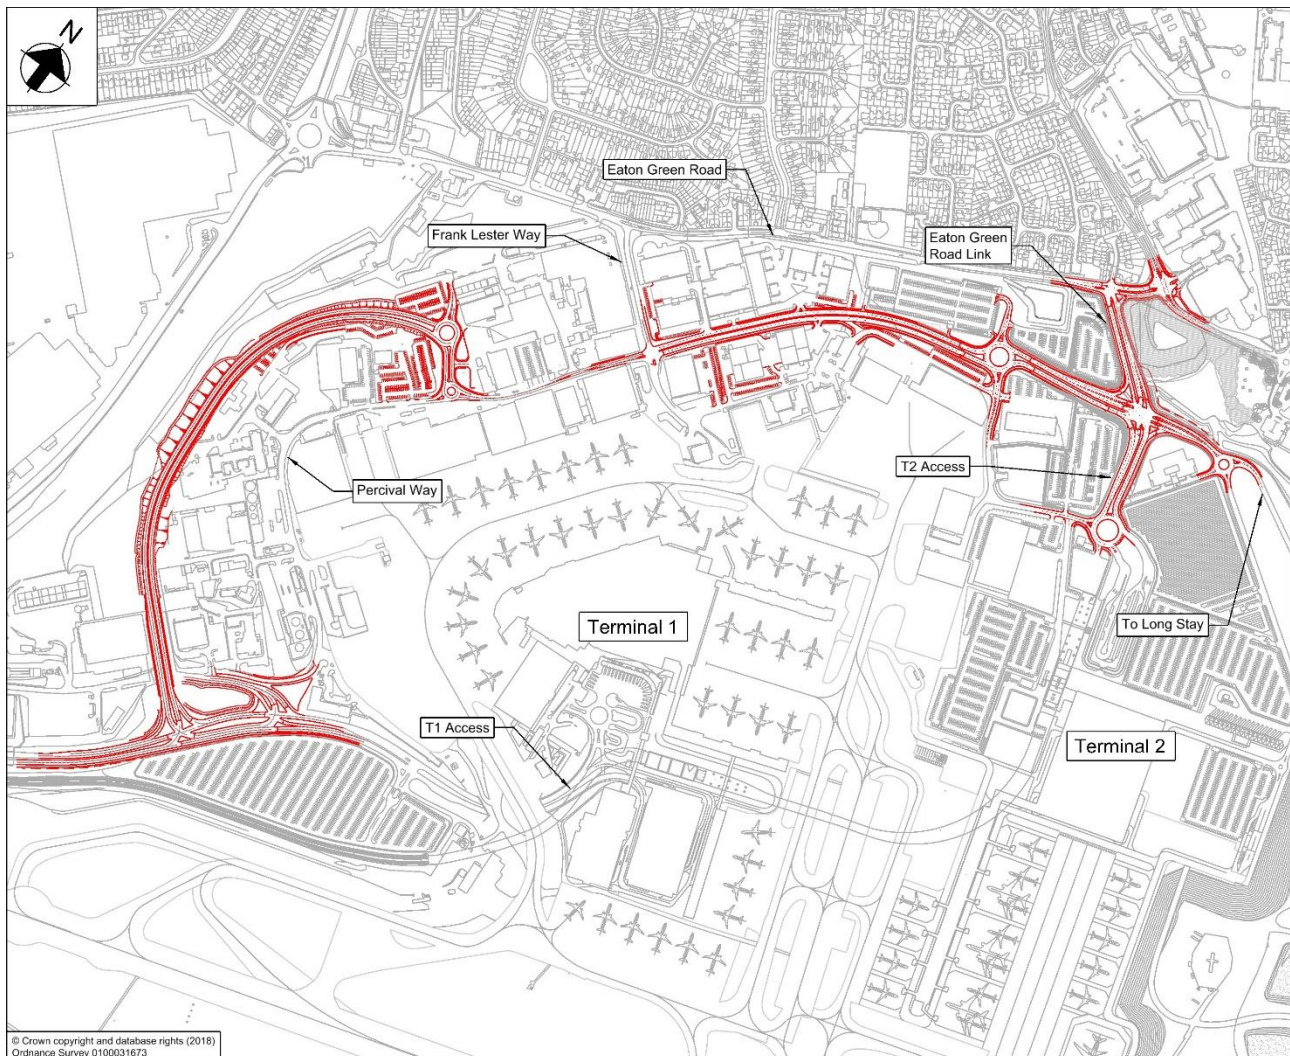 N
Eaton Green Road
Frank Lester Way
Eaton Green
Road Link
T2 Access
Percival Way
Terminal 1
To Long Stay
T1 Access
Terminal 2
© Crown copyright and database rights (2018)
Ordnance Survey 0100031673